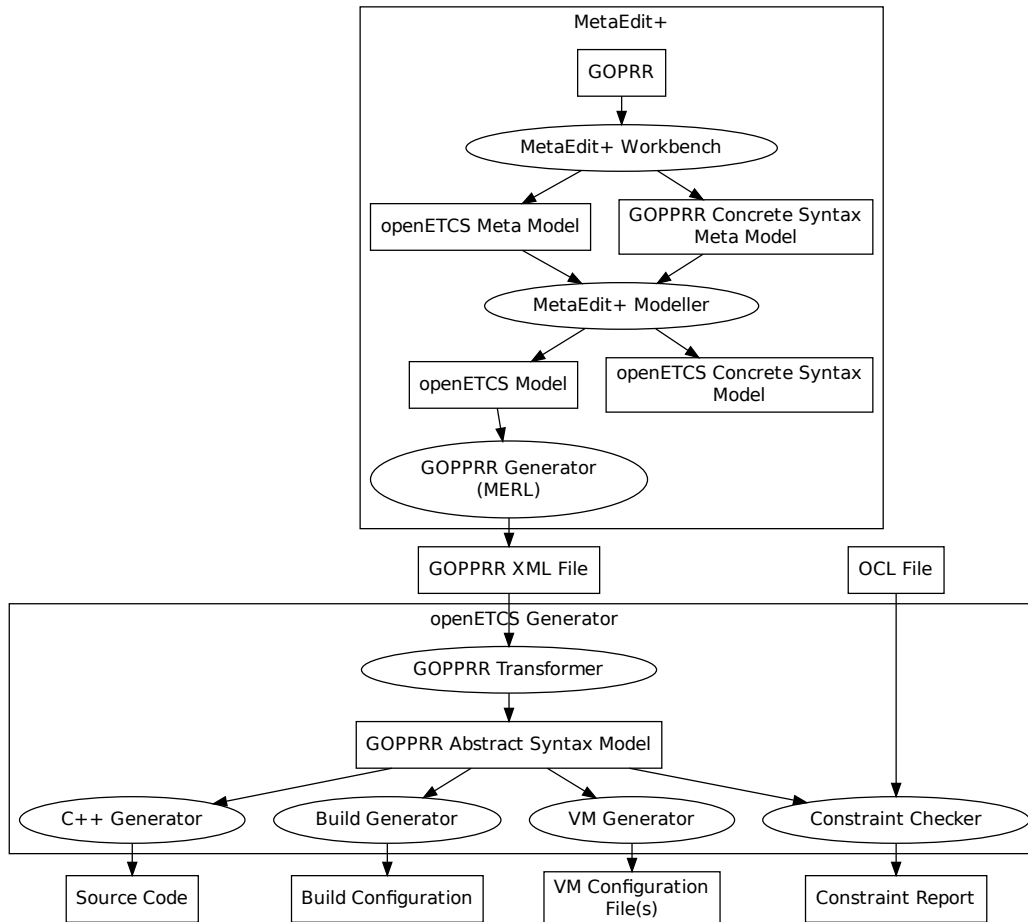 MetaEdit+
GOPRR
MetaEdit+ Workbench
openETCS Meta Model
GOPPRR Concrete Syntax
Meta Model
MetaEdit+ Modeller
openETCS Model
openETCS Concrete Syntax
Model
GOPPRR Generator
(MERL)
GOPPRR XML File
OCL File
openETCS Generator
GOPPRR Transformer
GOPPRR Abstract Syntax Model
C++ Generator
Build Generator
VM Generator
Constraint Checker
Source Code
Build Configuration
VM Configuration
File(s)
Constraint Report